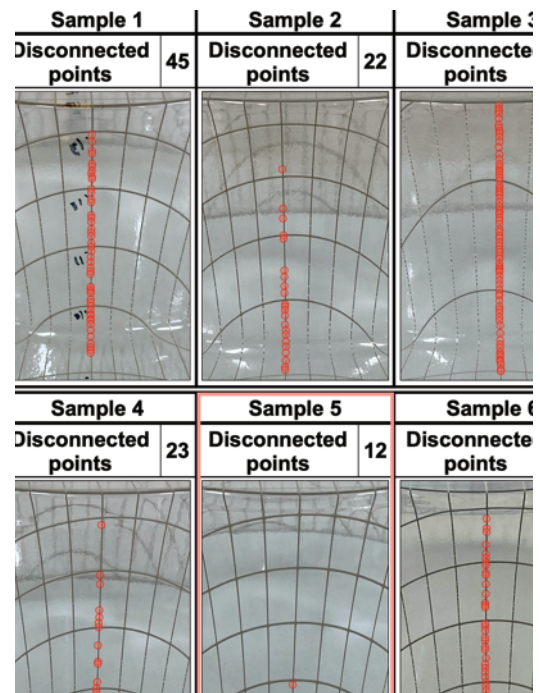 Sample 1
Sample 2
Sample 3
Disconnected points
45
Disconnected points
22
Disconnecte
points
Sample 4
Sample 5
Sample 6
Disconnected points
23
Disconnected points
12
Disconnecte
points